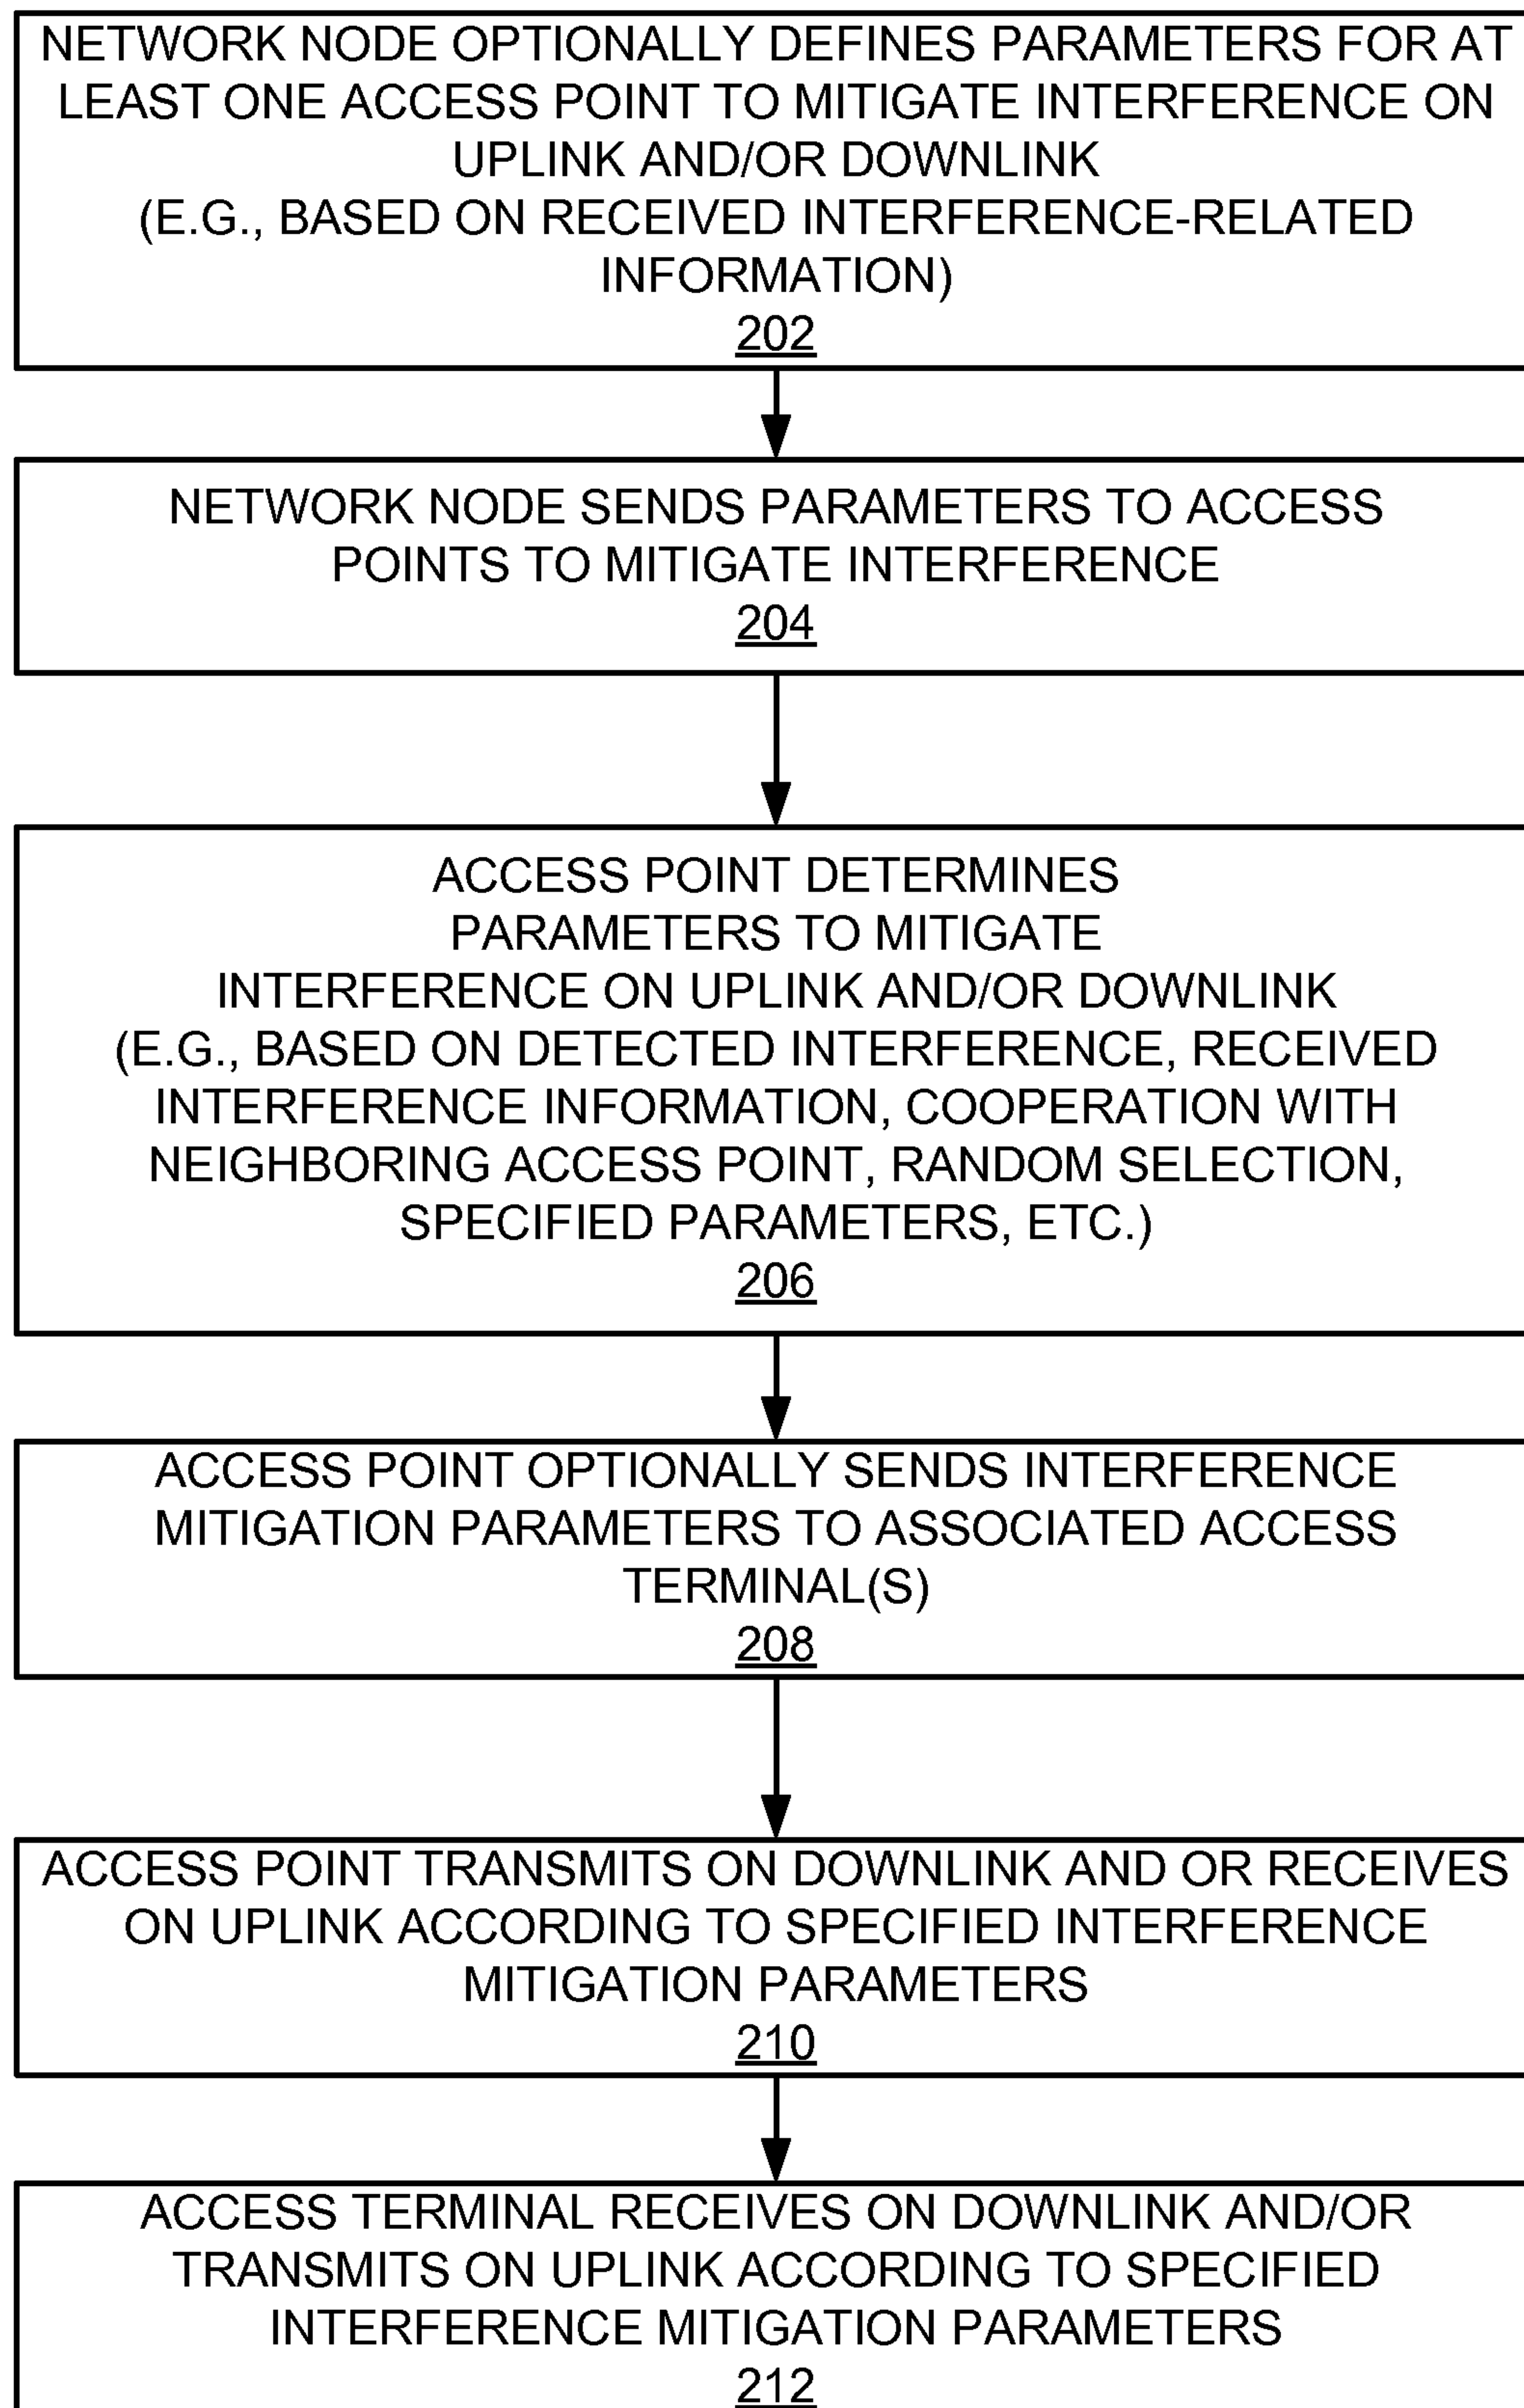 NETWORK NODE OPTIONALLY DEFINES PARAMETERS FOR AT
LEAST ONE ACCESS POINT TO MITIGATE INTERFERENCE ON
UPLINK AND/OR DOWNLINK
(E.G., BASED ON RECEIVED INTERFERENCE-RELATED
INFORMATION)
202
NETWORK NODE SENDS PARAMETERS TO ACCESS
POINTS TO MITIGATE INTERFERENCE
204
ACCESS POINT DETERMINES
PARAMETERS TO MITIGATE
INTERFERENCE ON UPLINK AND/OR DOWNLINK
(E.G., BASED ON DETECTED INTERFERENCE, RECEIVED
INTERFERENCE INFORMATION, COOPERATION WITH
NEIGHBORING ACCESS POINT, RANDOM SELECTION,
SPECIFIED PARAMETERS, ETC.)
206
ACCESS POINT OPTIONALLY SENDS INTERFERENCE
MITIGATION PARAMETERS TO ASSOCIATED ACCESS
TERMINAL(S)
208
ACCESS POINT TRANSMITS ON DOWNLINK AND OR RECEIVES
ON UPLINK ACCORDING TO SPECIFIED INTERFERENCE
MITIGATION PARAMETERS
210
ACCESS TERMINAL RECEIVES ON DOWNLINK AND/OR
TRANSMITS ON UPLINK ACCORDING TO SPECIFIED
INTERFERENCE MITIGATION PARAMETERS
212